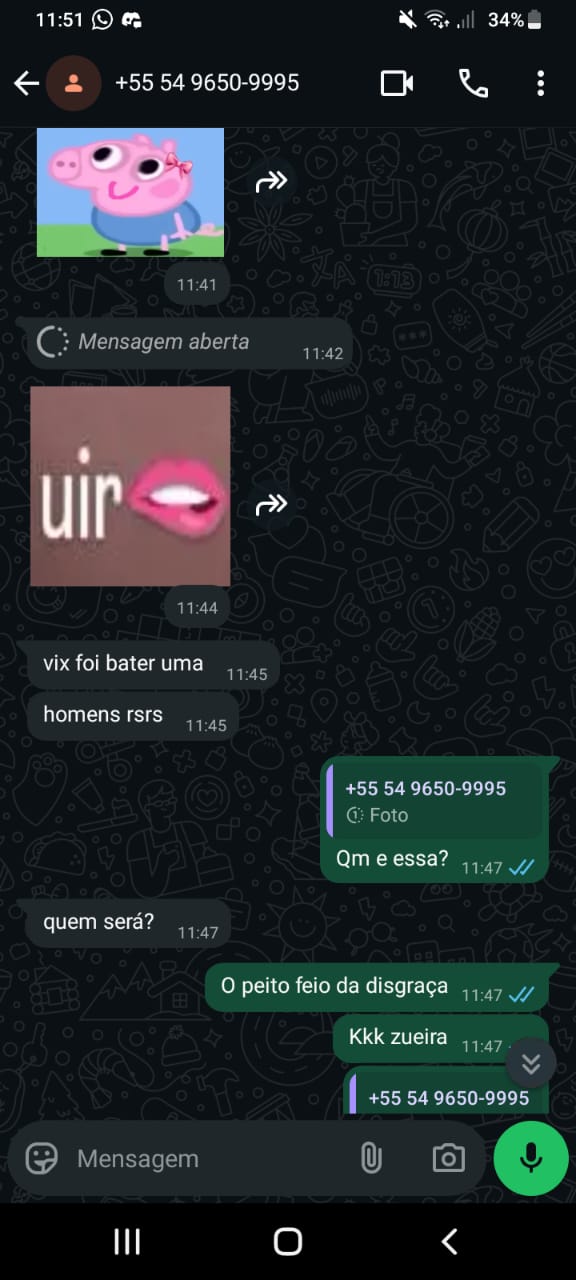 11:51
34%
+55 54 9650-9995
11:41
Mensagem aberta 11:42
uir
11:44
vix foi bater uma 11:45
homens rsrs 11:45
+55 54 9650-9995
Foto
Qm e essa? 11:47
quem será? 11:47
O peito feio da disgraça 11:47
Kkk zueira 11:47
+55 54 9650-9995
Mensagem